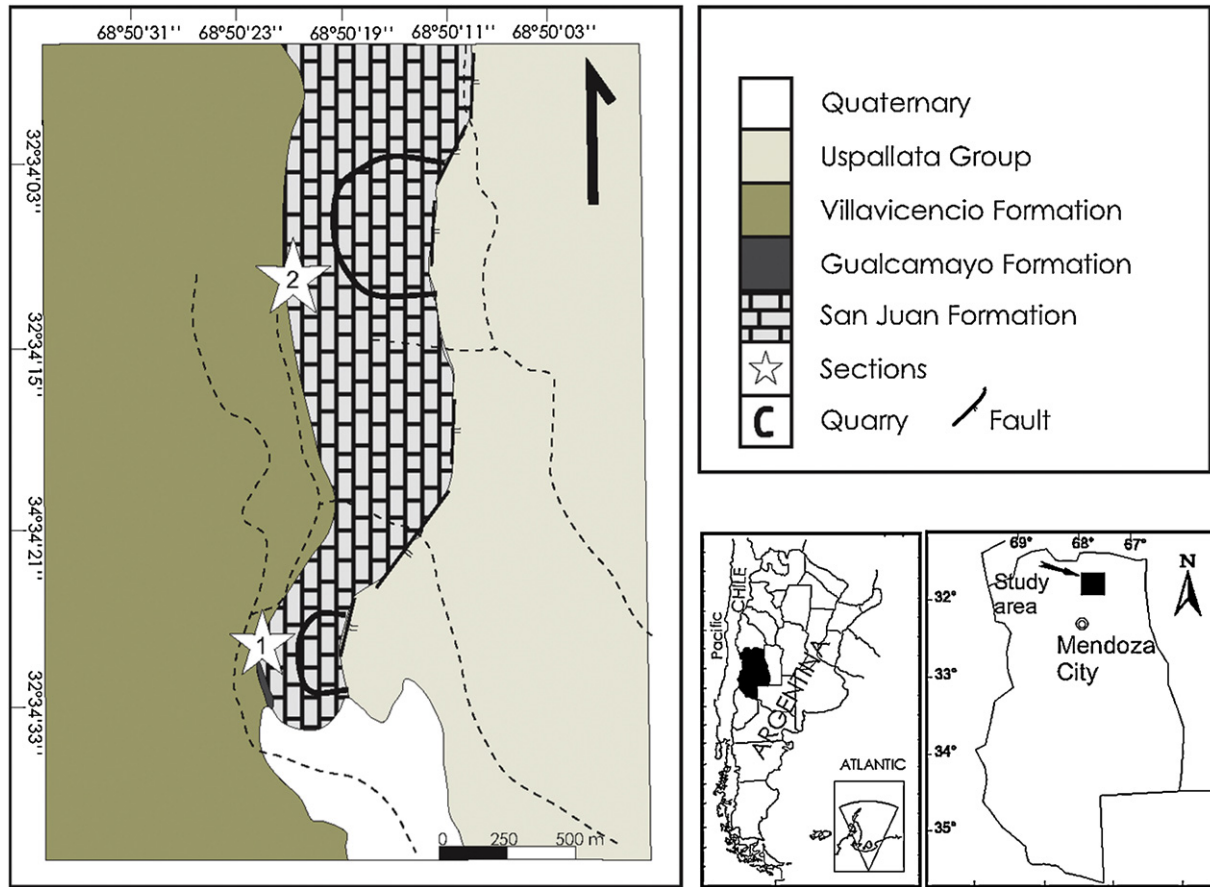 68°50'31'' 68°50'23'' 68°50'19'' 68°50'11'' 68°50'03''
32°34'03''
32°34'15''
34°34'21''
32°34'33''
2
1
0 250 500 m
Quaternary
Uspallata Group
Villavicencio Formation
Gualcamayo Formation
San Juan Formation
Sections
C Quarry Fault
Pacific
CHILE
ARGENTINA
ATLANTIC
69° 68° 67°
N
32°
33°
34°
35°
Study
area
Mendoza
City